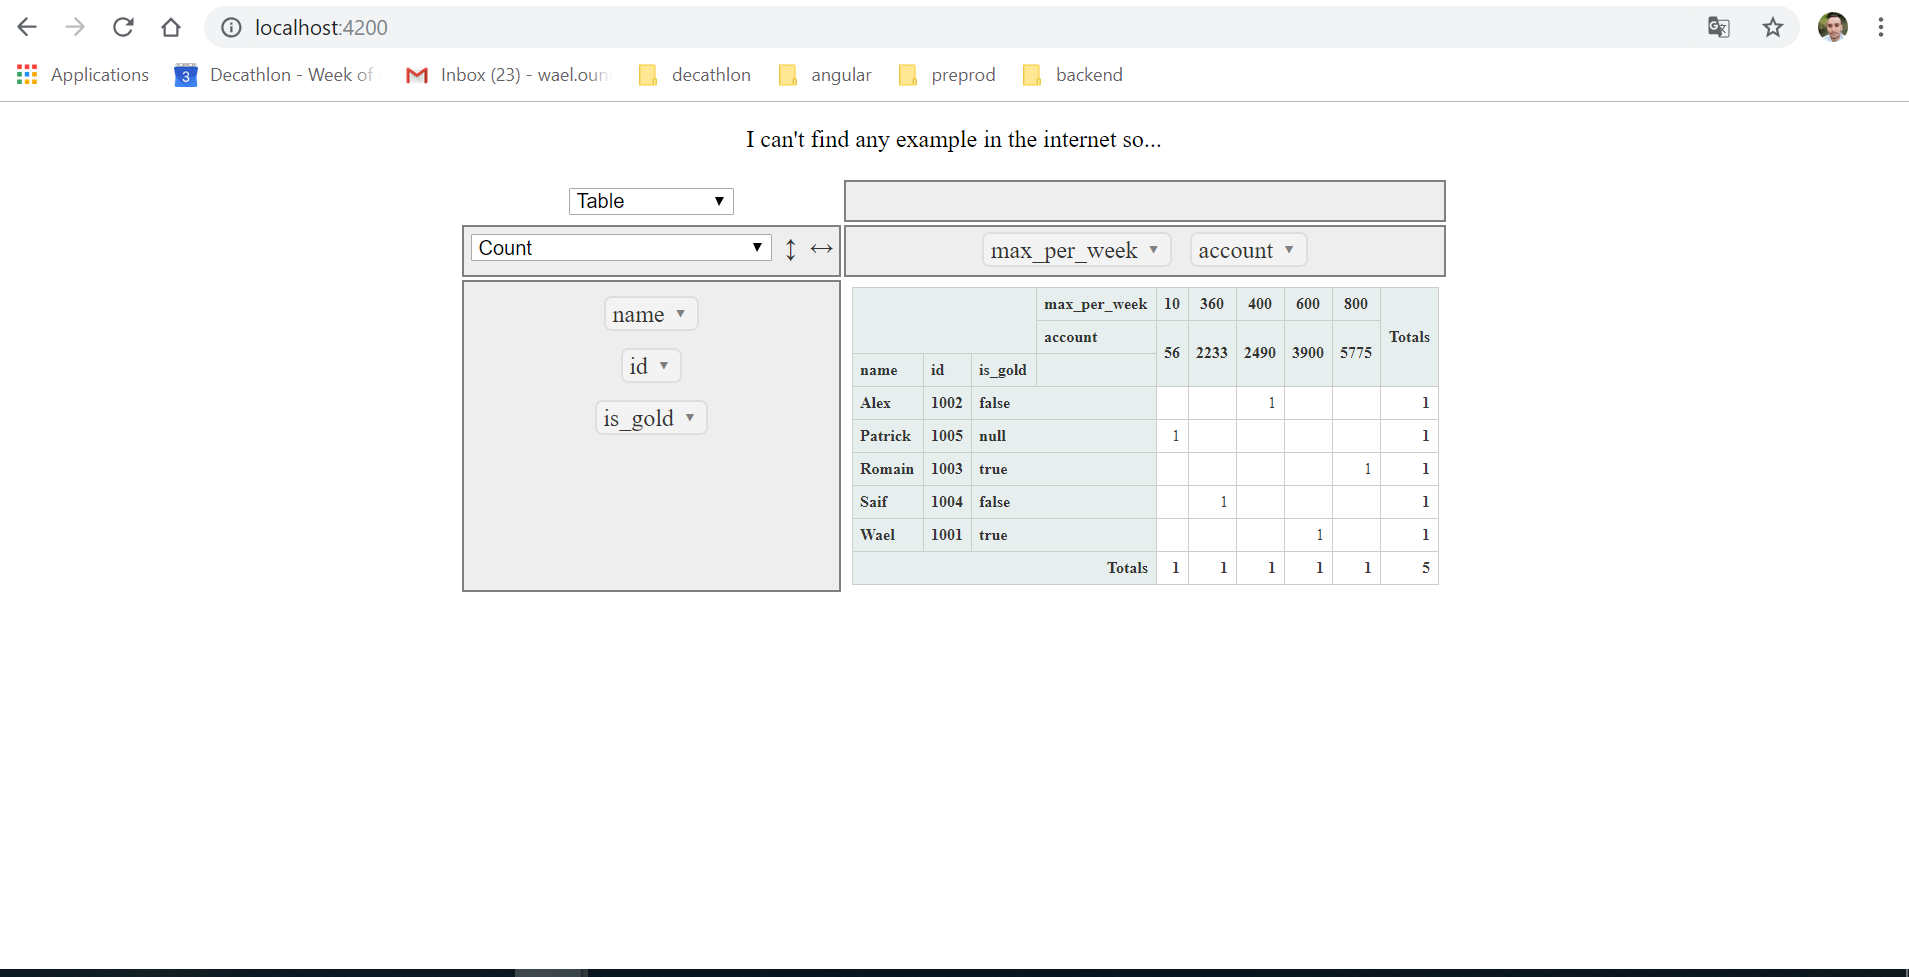 localhost:4200
Applications 3 Decathlon - Week of Inbox (23) - wael.oun decathlon angular preprod backend
I can't find any example in the internet so...
Table
Count max_per_week account
name
id
is_gold
max_per_week 10 360 400 600 800 Totals
account 56 2233 2490 3900 5775
name id is_gold
Alex 1002 false 1 1
Patrick 1005 null 1 1
Romain 1003 true 1 1
Saif 1004 false 1 1
Wael 1001 true 1 1
Totals 1 1 1 1 1 5